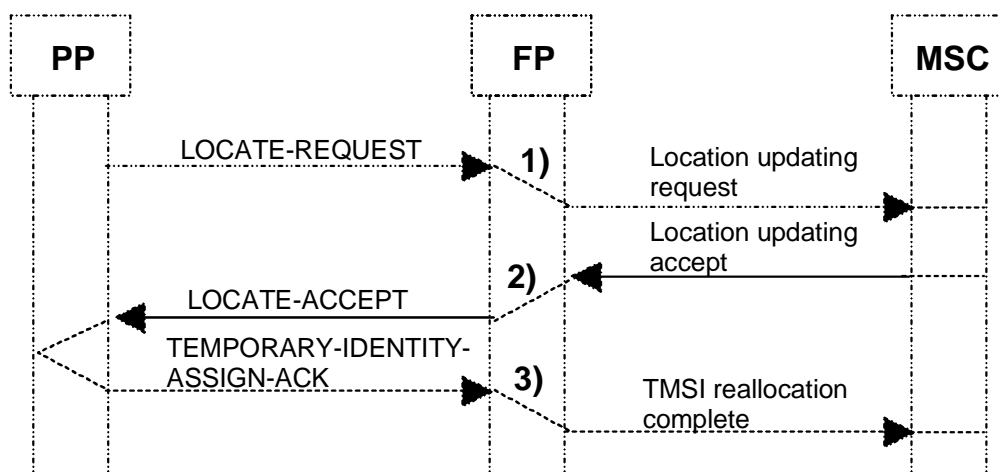 PP
FP
MSC
LOCATE-REQUEST
1)
Location updating
request
Location updating
accept
2)
LOCATE-ACCEPT
TEMPORARY-IDENTITY-
ASSIGN-ACK
3)
TMSI reallocation
complete